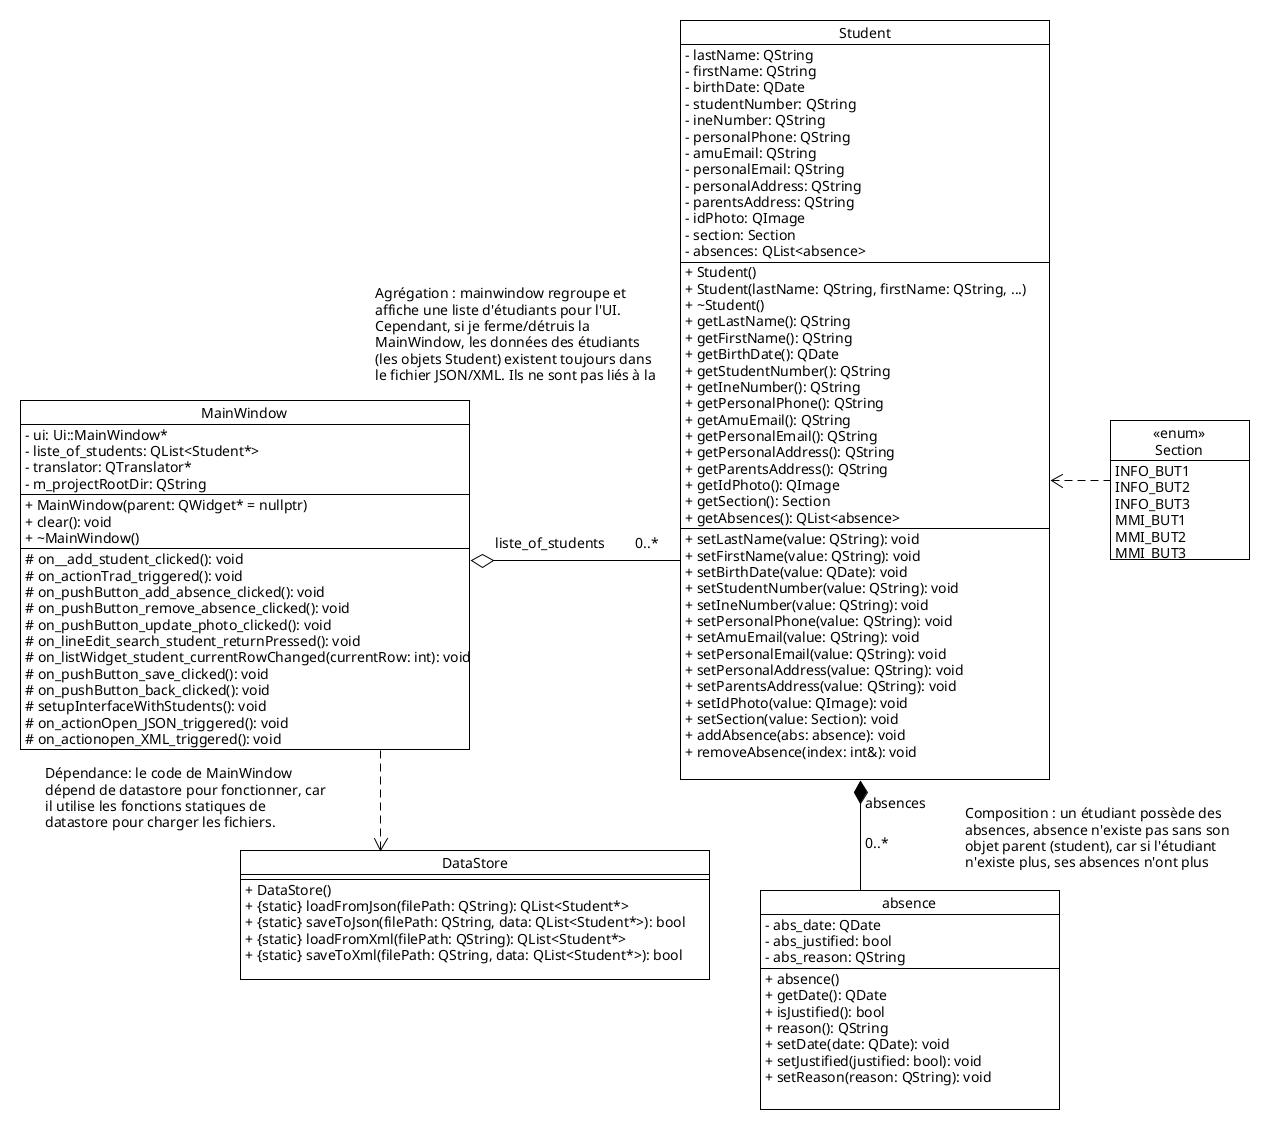 Student
- lastName: QString
- firstName: QString
- birthDate: QDate
- studentNumber: QString
- ineNumber: QString
- personalPhone: QString
- amuEmail: QString
- personalEmail: QString
- personalAddress: QString
- parentsAddress: QString
- idPhoto: QImage
- section: Section
- absences: QList<absence>
+ Student()
+ Student(lastName: QString, firstName: QString, ...)
+ ~Student()
+ getLastName(): QString
+ getFirstName(): QString
+ getBirthDate(): QDate
+ getStudentNumber(): QString
+ getIneNumber(): QString
+ getPersonalPhone(): QString
+ getAmuEmail(): QString
+ getPersonalEmail(): QString
+ getPersonalAddress(): QString
+ getParentsAddress(): QString
+ getIdPhoto(): QImage
+ getSection(): Section
+ getAbsences(): QList<absence>
+ setLastName(value: QString): void
+ setFirstName(value: QString): void
+ setBirthDate(value: QDate): void
+ setStudentNumber(value: QString): void
+ setIneNumber(value: QString): void
+ setPersonalPhone(value: QString): void
+ setAmuEmail(value: QString): void
+ setPersonalEmail(value: QString): void
+ setPersonalAddress(value: QString): void
+ setParentsAddress(value: QString): void
+ setIdPhoto(value: QImage): void
+ setSection(value: Section): void
+ addAbsence(abs: absence): void
+ removeAbsence(index: int&): void
Agrégation : mainwindow regroupe et
affiche une liste d'étudiants pour l'UI.
Cependant, si je ferme/détruis la
MainWindow, les données des étudiants
(les objets Student) existent toujours dans
le fichier JSON/XML. Ils ne sont pas liés à la
MainWindow
- ui: Ui::MainWindow*
- liste_of_students: QList<Student*>
- translator: QTranslator*
- m_projectRootDir: QString
+ MainWindow(parent: QWidget* = nullptr)
+ clear(): void
+ ~MainWindow()
# on__add_student_clicked(): void
# on_actionTrad_triggered(): void
# on_pushButton_add_absence_clicked(): void
# on_pushButton_remove_absence_clicked(): void
# on_pushButton_update_photo_clicked(): void
# on_lineEdit_search_student_returnPressed(): void
# on_listWidget_student_currentRowChanged(currentRow: int): void
# on_pushButton_save_clicked(): void
# on_pushButton_back_clicked(): void
# setupInterfaceWithStudents(): void
# on_actionOpen_JSON_triggered(): void
# on_actionopen_XML_triggered(): void
liste_of_students 0..*
«enum»
Section
INFO_BUT1
INFO_BUT2
INFO_BUT3
MMI_BUT1
MMI_BUT2
MMI_BUT3
Dépendance: le code de MainWindow
dépend de datastore pour fonctionner, car
il utilise les fonctions statiques de
datastore pour charger les fichiers.
absences
0..*
Composition : un étudiant possède des
absences, absence n'existe pas sans son
objet parent (student), car si l'étudiant
n'existe plus, ses absences n'ont plus
DataStore
+ DataStore()
+ {static} loadFromJson(filePath: QString): QList<Student*>
+ {static} saveToJson(filePath: QString, data: QList<Student*>): bool
+ {static} loadFromXml(filePath: QString): QList<Student*>
+ {static} saveToXml(filePath: QString, data: QList<Student*>): bool
absence
- abs_date: QDate
- abs_justified: bool
- abs_reason: QString
+ absence()
+ getDate(): QDate
+ isJustified(): bool
+ reason(): QString
+ setDate(date: QDate): void
+ setJustified(justified: bool): void
+ setReason(reason: QString): void